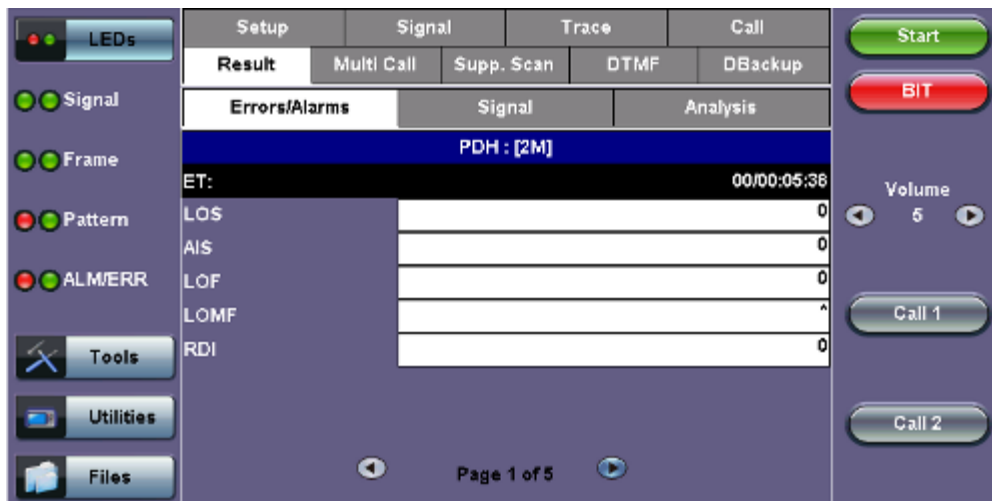 LEDs
Signal
Frame
Pattern
ALM/ERR
Tools
Utilities
Files
Setup Signal Trace Call
Result Multi Call Supp. Scan DTMF DBackup
Errors/Alarms Signal Analysis
PDH : [2M]
ET: 00/00:05:38
LOS 0
AIS 0
LOF 0
LOMF ^
RDI 0
Page 1 of 5
Start
BIT
Volume
5
Call 1
Call 2